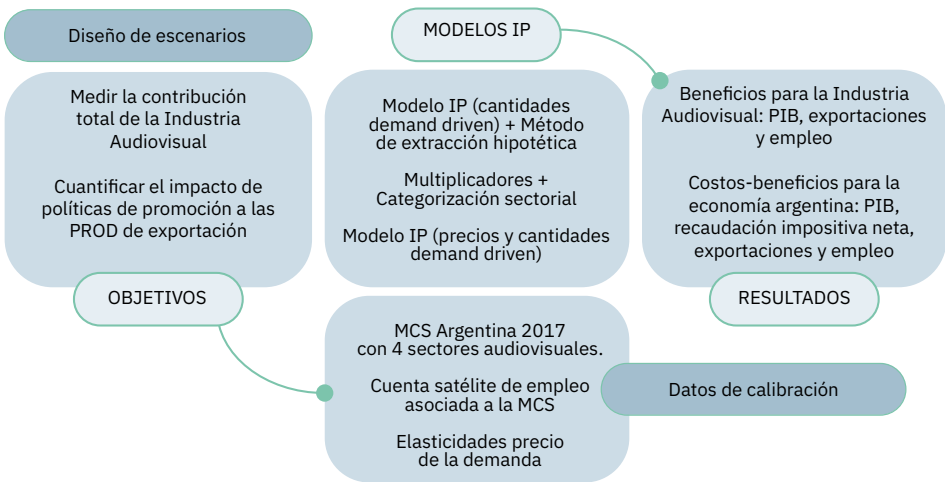 Diseño de escenarios
Medir la contribución
total de la Industria
Audiovisual
Cuantificar el impacto de
políticas de promoción a las
PROD de exportación
OBJETIVOS
MODELOS IP
Modelo IP (cantidades
demand driven) + Método
de extracción hipotética
Multiplicadores +
Categorización sectorial
Modelo IP (precios y cantidades
demand driven)
MCS Argentina 2017
con 4 sectores audiovisuales.
Cuenta satélite de empleo
asociada a la MCS
Elasticidades precio
de la demanda
Datos de calibración
Beneficios para la Industria
Audiovisual: PIB, exportaciones
y empleo
Costos-beneficios para la
economía argentina: PIB,
recaudación impositiva neta,
exportaciones y empleo
RESULTADOS